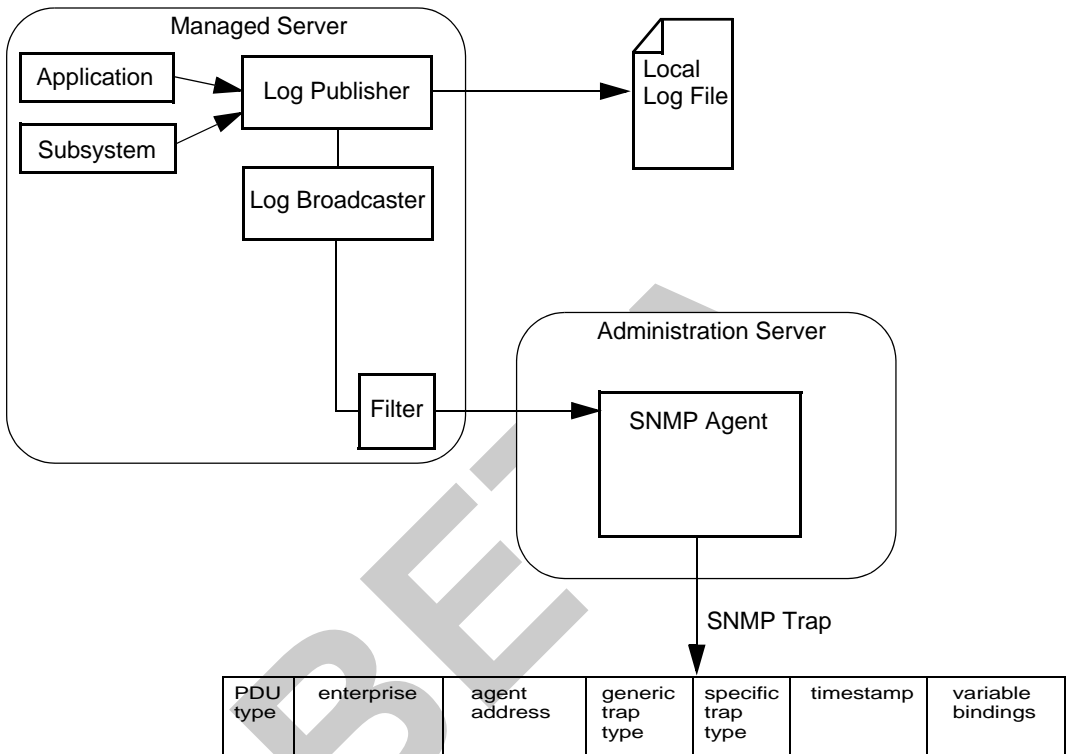 Managed Server
Application
Log Publisher
Local
Log File
Subsystem
Log Broadcaster
Administration Server
Filter
SNMP Agent
SNMP Trap
PDU
type
enterprise
agent
address
generic
trap
type
specific
trap
type
timestamp
variable
bindings
BETA